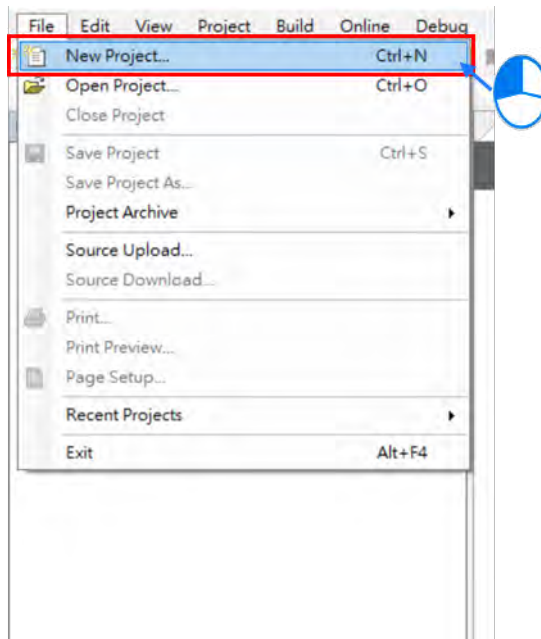 File Edit View Project Build Online Debug
New Project... Ctrl+N
Open Project... Ctrl+O
Close Project
Save Project Ctrl+S
Save Project As...
Project Archive
Source Upload...
Source Download...
Print...
Print Preview...
Page Setup...
Recent Projects
Exit Alt+F4